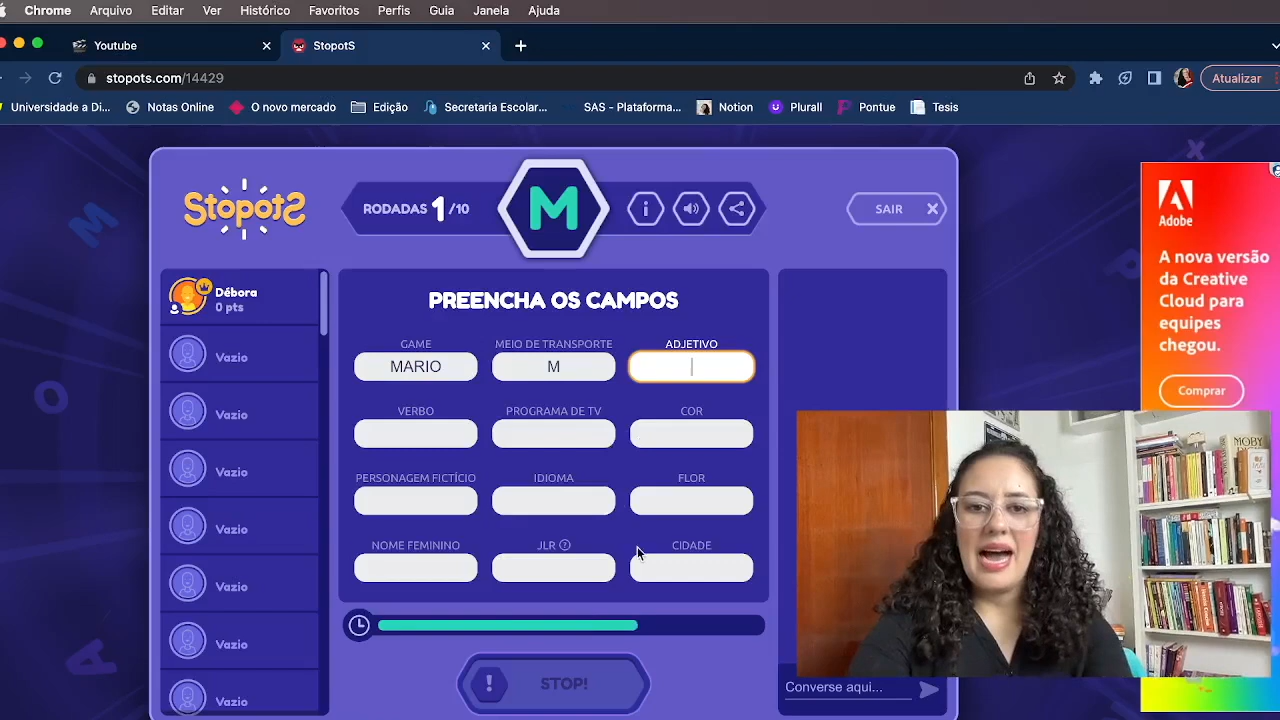 Chrome Arquivo Editar Ver Histórico Favoritos Perfis Guia Janela Ajuda
Youtube
StopotS
stopots.com/14429
Atualizar
Universidade a Di...
Notas Online
O novo mercado
Edição
Secretaria Escolar...
SAS - Plataforma...
Notion
Plurall
Pontue
Tesis
StopotS
RODADAS 1/10
M
SAIR
Débora
0 pts
Vazio
Vazio
Vazio
Vazio
Vazio
Vazio
Vazio
PREENCHA OS CAMPOS
GAME
MEIO DE TRANSPORTE
ADJETIVO
MARIO
M
VERBO
PROGRAMA DE TV
COR
PERSONAGEM FICTÍCIO
IDIOMA
FLOR
NOME FEMININO
JLR
CIDADE
STOP!
Converse aqui...
Adobe
A nova versão
da Creative
Cloud para
equipes
chegou.
Comprar
MOBY